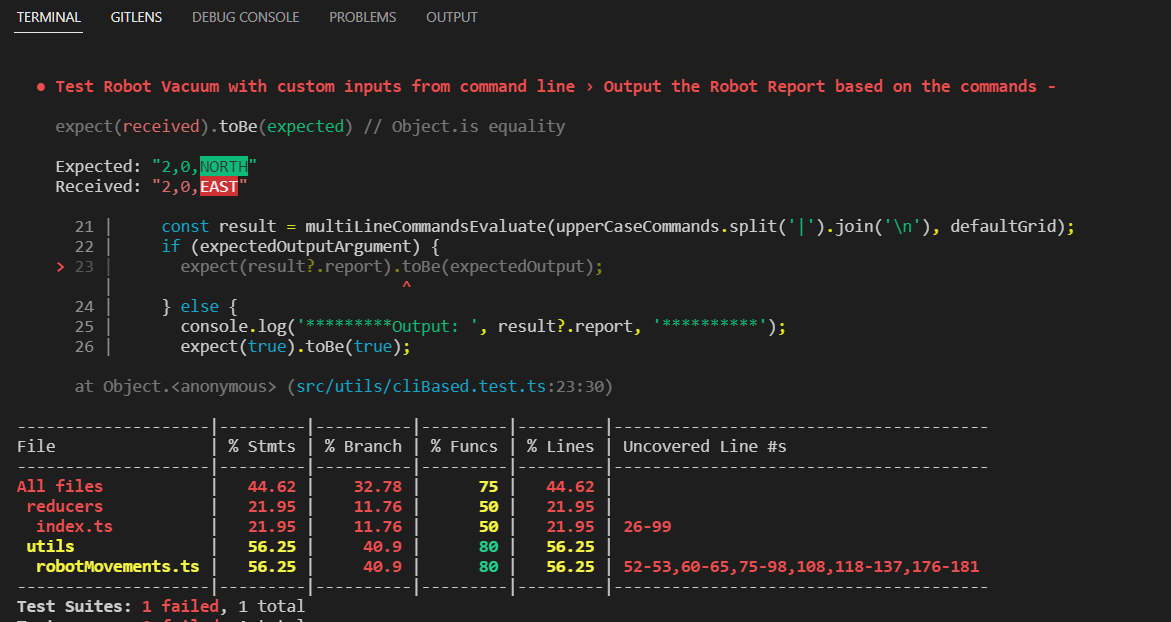 TERMINAL GITLENS DEBUG CONSOLE PROBLEMS OUTPUT
● Test Robot Vacuum with custom inputs from command line › Output the Robot Report based on the commands -
expect(received).toBe(expected) // Object.is equality
Expected: "2,0,NORTH"
Received: "2,0,EAST"
21 |     const result = multiLineCommandsEvaluate(upperCaseCommands.split('|').join('\n'), defaultGrid);
22 |     if (expectedOutputArgument) {
> 23 |       expect(result?.report).toBe(expectedOutput);
|                              ^
24 |     } else {
25 |       console.log('*********Output: ', result?.report, '**********');
26 |       expect(true).toBe(true);
at Object.<anonymous> (src/utils/cliBased.test.ts:23:30)
--------------------|---------|----------|---------|---------|---------------------------------------
File                | % Stmts | % Branch | % Funcs | % Lines | Uncovered Line #s
--------------------|---------|----------|---------|---------|---------------------------------------
All files           |   44.62 |    32.78 |      75 |   44.62 |
reducers           |   21.95 |    11.76 |      50 |   21.95 |
index.ts          |   21.95 |    11.76 |      50 |   21.95 | 26-99
utils              |   56.25 |     40.9 |      80 |   56.25 |
robotMovements.ts |   56.25 |     40.9 |      80 |   56.25 | 52-53,60-65,75-98,108,118-137,176-181
--------------------|---------|----------|---------|---------|---------------------------------------
Test Suites: 1 failed, 1 total